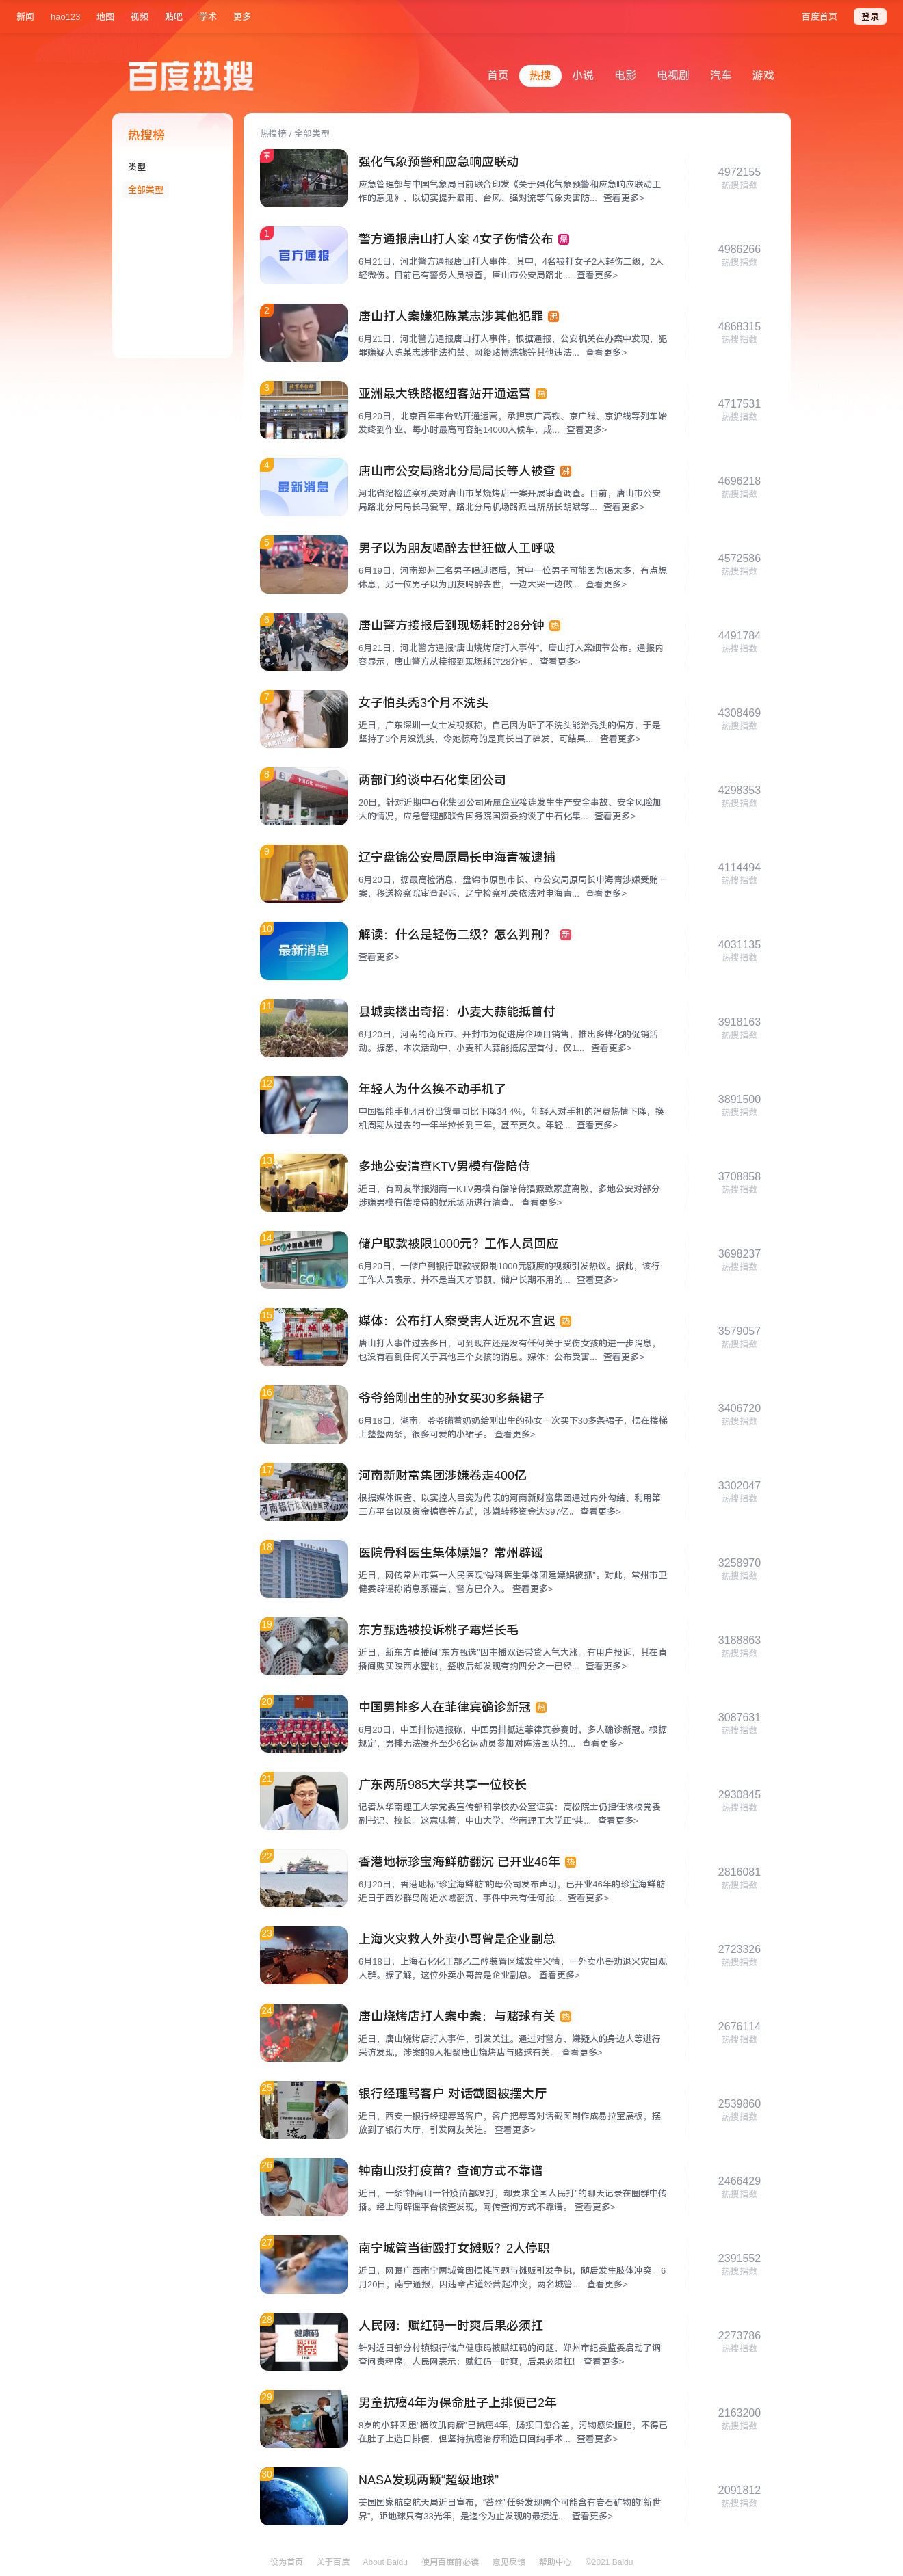 新闻 hao123 地图 视频 贴吧 学术 更多
百度首页 登录
百度热搜
首页 热搜 小说 电影 电视剧 汽车 游戏
热搜榜
类型
全部类型
热搜榜 / 全部类型
强化气象预警和应急响应联动
应急管理部与中国气象局日前联合印发《关于强化气象预警和应急响应联动工
作的意见》，以切实提升暴雨、台风、强对流等气象灾害防... 查看更多>
4972155
热搜指数
1
官方通报
警方通报唐山打人案 4女子伤情公布 爆
6月21日，河北警方通报唐山打人事件。其中，4名被打女子2人轻伤二级，2人
轻微伤。目前已有警务人员被查，唐山市公安局路北... 查看更多>
4986266
热搜指数
2
唐山打人案嫌犯陈某志涉其他犯罪 沸
6月21日，河北警方通报唐山打人事件。根据通报，公安机关在办案中发现，犯
罪嫌疑人陈某志涉非法拘禁、网络赌博洗钱等其他违法... 查看更多>
4868315
热搜指数
3
亚洲最大铁路枢纽客站开通运营 热
6月20日，北京百年丰台站开通运营，承担京广高铁、京广线、京沪线等列车始
发终到作业，每小时最高可容纳14000人候车，成... 查看更多>
4717531
热搜指数
4
最新消息
唐山市公安局路北分局局长等人被查 沸
河北省纪检监察机关对唐山市某烧烤店一案开展审查调查。目前，唐山市公安
局路北分局局长马爱军、路北分局机场路派出所所长胡斌等... 查看更多>
4696218
热搜指数
5
男子以为朋友喝醉去世狂做人工呼吸
6月19日，河南郑州三名男子喝过酒后，其中一位男子可能因为喝太多，有点想
休息，另一位男子以为朋友喝醉去世，一边大哭一边做... 查看更多>
4572586
热搜指数
6
唐山警方接报后到现场耗时28分钟 热
6月21日，河北警方通报“唐山烧烤店打人事件”，唐山打人案细节公布。通报内
容显示，唐山警方从接报到现场耗时28分钟。 查看更多>
4491784
热搜指数
7
女子怕头秃3个月不洗头
近日，广东深圳一女士发视频称，自己因为听了不洗头能治秃头的偏方，于是
坚持了3个月没洗头，令她惊奇的是真长出了碎发，可结果... 查看更多>
4308469
热搜指数
8
两部门约谈中石化集团公司
20日，针对近期中石化集团公司所属企业接连发生生产安全事故、安全风险加
大的情况，应急管理部联合国务院国资委约谈了中石化集... 查看更多>
4298353
热搜指数
9
辽宁盘锦公安局原局长申海青被逮捕
6月20日，据最高检消息，盘锦市原副市长、市公安局原局长申海青涉嫌受贿一
案，移送检察院审查起诉，辽宁检察机关依法对申海青... 查看更多>
4114494
热搜指数
10
最新消息
解读：什么是轻伤二级？怎么判刑？ 新
查看更多>
4031135
热搜指数
11
县城卖楼出奇招：小麦大蒜能抵首付
6月20日，河南的商丘市、开封市为促进房企项目销售，推出多样化的促销活
动。据悉，本次活动中，小麦和大蒜能抵房屋首付，仅1... 查看更多>
3918163
热搜指数
12
年轻人为什么换不动手机了
中国智能手机4月份出货量同比下降34.4%，年轻人对手机的消费热情下降，换
机周期从过去的一年半拉长到三年，甚至更久。年轻... 查看更多>
3891500
热搜指数
13
多地公安清查KTV男模有偿陪侍
近日，有网友举报湖南一KTV男模有偿陪侍猖獗致家庭离散，多地公安对部分
涉嫌男模有偿陪侍的娱乐场所进行清查。 查看更多>
3708858
热搜指数
14
储户取款被限1000元？工作人员回应
6月20日，一储户到银行取款被限制1000元额度的视频引发热议。据此，该行
工作人员表示，并不是当天才限额，储户长期不用的... 查看更多>
3698237
热搜指数
15
媒体：公布打人案受害人近况不宜迟 热
唐山打人事件过去多日，可到现在还是没有任何关于受伤女孩的进一步消息，
也没有看到任何关于其他三个女孩的消息。媒体：公布受害... 查看更多>
3579057
热搜指数
16
爷爷给刚出生的孙女买30多条裙子
6月18日，湖南。爷爷瞒着奶奶给刚出生的孙女一次买下30多条裙子，摆在楼梯
上整整两条，很多可爱的小裙子。 查看更多>
3406720
热搜指数
17
河南新财富集团涉嫌卷走400亿
根据媒体调查，以实控人吕奕为代表的河南新财富集团通过内外勾结、利用第
三方平台以及资金掮客等方式，涉嫌转移资金达397亿。 查看更多>
3302047
热搜指数
18
医院骨科医生集体嫖娼？常州辟谣
近日，网传常州市第一人民医院“骨科医生集体团建嫖娼被抓”。对此，常州市卫
健委辟谣称消息系谣言，警方已介入。 查看更多>
3258970
热搜指数
19
东方甄选被投诉桃子霉烂长毛
近日，新东方直播间“东方甄选”因主播双语带货人气大涨。有用户投诉，其在直
播间购买陕西水蜜桃，签收后却发现有约四分之一已经... 查看更多>
3188863
热搜指数
20
中国男排多人在菲律宾确诊新冠 热
6月20日，中国排协通报称，中国男排抵达菲律宾参赛时，多人确诊新冠。根据
规定，男排无法凑齐至少6名运动员参加对阵法国队的... 查看更多>
3087631
热搜指数
21
广东两所985大学共享一位校长
记者从华南理工大学党委宣传部和学校办公室证实：高松院士仍担任该校党委
副书记、校长。这意味着，中山大学、华南理工大学正“共... 查看更多>
2930845
热搜指数
22
香港地标珍宝海鲜舫翻沉 已开业46年 热
6月20日，香港地标“珍宝海鲜舫”的母公司发布声明，已开业46年的珍宝海鲜舫
近日于西沙群岛附近水域翻沉，事件中未有任何船... 查看更多>
2816081
热搜指数
23
上海火灾救人外卖小哥曾是企业副总
6月18日，上海石化化工部乙二醇装置区域发生火情，一外卖小哥劝退火灾围观
人群。据了解，这位外卖小哥曾是企业副总。 查看更多>
2723326
热搜指数
24
唐山烧烤店打人案中案：与赌球有关 热
近日，唐山烧烤店打人事件，引发关注。通过对警方、嫌疑人的身边人等进行
采访发现，涉案的9人相聚唐山烧烤店与赌球有关。 查看更多>
2676114
热搜指数
25
银行经理骂客户 对话截图被摆大厅
近日，西安一银行经理辱骂客户，客户把辱骂对话截图制作成易拉宝展板，摆
放到了银行大厅，引发网友关注。 查看更多>
2539860
热搜指数
26
钟南山没打疫苗？查询方式不靠谱
近日，一条“钟南山一针疫苗都没打，却要求全国人民打”的聊天记录在圈群中传
播。经上海辟谣平台核查发现，网传查询方式不靠谱。 查看更多>
2466429
热搜指数
27
南宁城管当街殴打女摊贩？2人停职
近日，网曝广西南宁两城管因摆摊问题与摊贩引发争执，随后发生肢体冲突。6
月20日，南宁通报，因违章占道经营起冲突，两名城管... 查看更多>
2391552
热搜指数
28
健康码
人民网：赋红码一时爽后果必须扛
针对近日部分村镇银行储户健康码被赋红码的问题，郑州市纪委监委启动了调
查问责程序。人民网表示：赋红码一时爽，后果必须扛！ 查看更多>
2273786
热搜指数
29
男童抗癌4年为保命肚子上排便已2年
8岁的小轩因患“横纹肌肉瘤”已抗癌4年，肠接口愈合差，污物感染腹腔，不得已
在肚子上造口排便，但坚持抗癌治疗和造口回纳手术... 查看更多>
2163200
热搜指数
30
NASA发现两颗“超级地球”
美国国家航空航天局近日宣布，“苔丝”任务发现两个可能含有岩石矿物的“新世
界”，距地球只有33光年，是迄今为止发现的最接近... 查看更多>
2091812
热搜指数
设为首页 关于百度 About Baidu 使用百度前必读 意见反馈 帮助中心 ©2021 Baidu